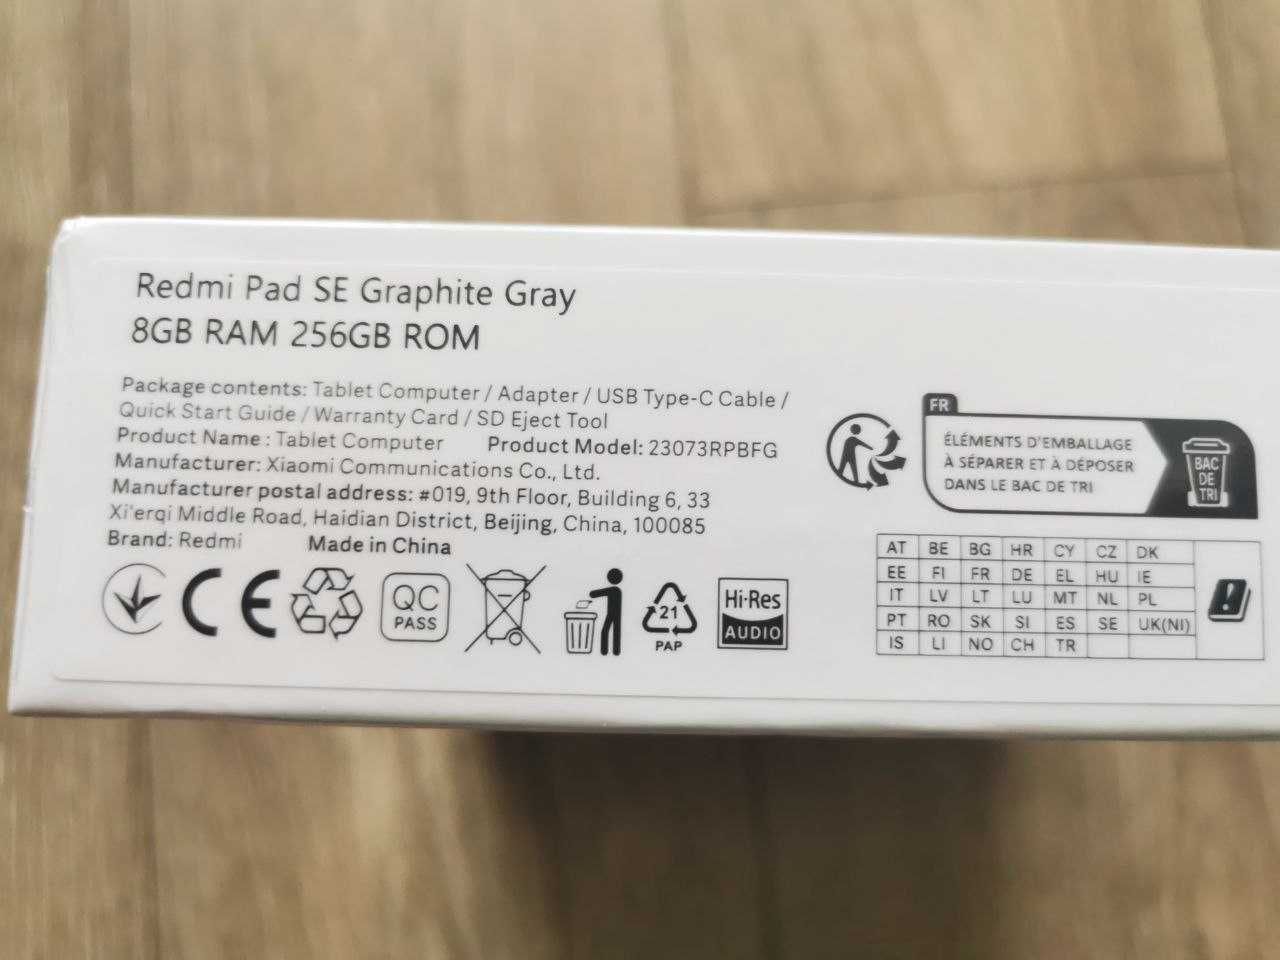 Redmi Pad SE Graphite Gray
8GB RAM 256GB ROM
Package contents: Tablet Computer / Adapter / USB Type-C Cable /
Quick Start Guide / Warranty Card / SD Eject Tool
Product Name : Tablet Computer Product Model: 23073RPBFG
Manufacturer: Xiaomi Communications Co., Ltd.
Manufacturer postal address: #019, 9th Floor, Building 6, 33
Xi'erqi Middle Road, Haidian District, Beijing, China, 100085
Brand: Redmi Made in China
CE
QC
PASS
21
PAP
Hi-Res
AUDIO
FR
ÉLÉMENTS D'EMBALLAGE
À SÉPARER ET À DÉPOSER
DANS LE BAC DE TRI
BAC
DE
TRI
AT BE BG HR CY CZ DK
EE FI FR DE EL HU IE
IT LV LT LU MT NL PL
PT RO SK SI ES SE UK(NI)
IS LI NO CH TR